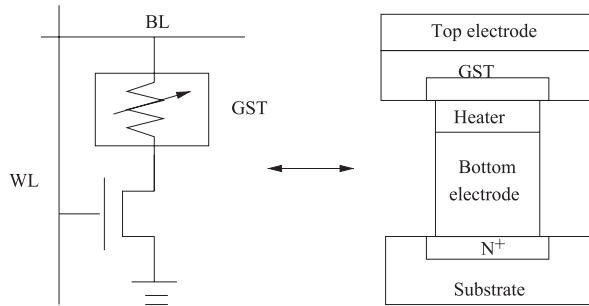 BL
GST
WL
Top electrode
GST
Heater
Bottom
electrode
N+
Substrate